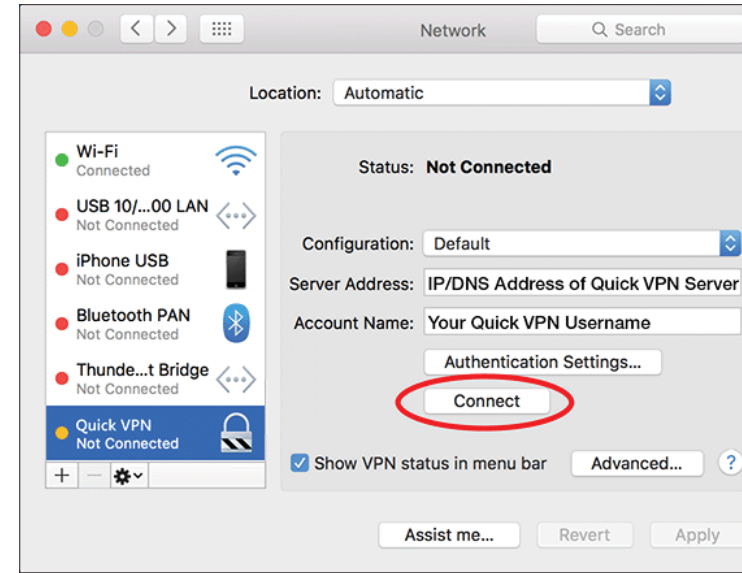 Network
Search
Location: Automatic
Wi-Fi
Connected
USB 10/...00 LAN
Not Connected
iPhone USB
Not Connected
Bluetooth PAN
Not Connected
Thunde...t Bridge
Not Connected
Quick VPN
Not Connected
Status: Not Connected
Configuration: Default
Server Address: IP/DNS Address of Quick VPN Server
Account Name: Your Quick VPN Username
Authentication Settings...
Connect
Show VPN status in menu bar
Advanced...
?
Assist me...
Revert
Apply